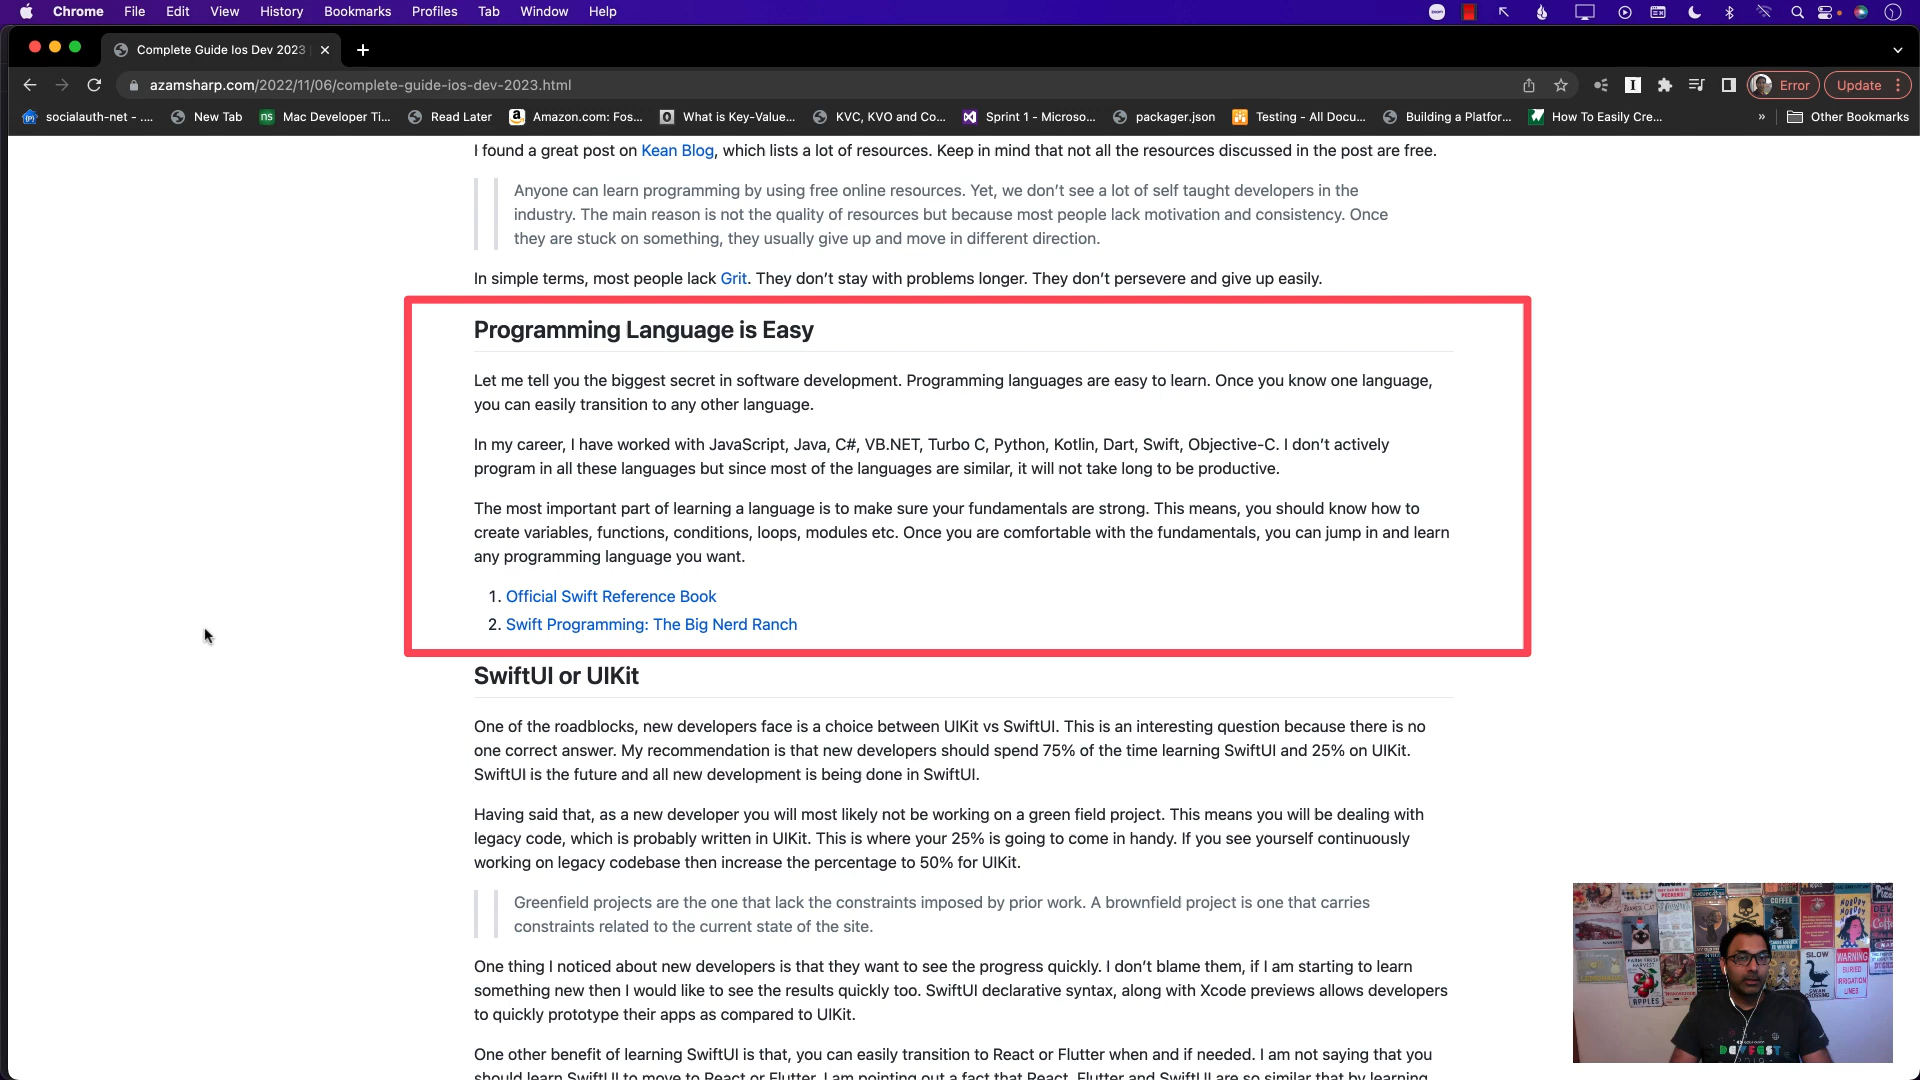 Chrome File Edit View History Bookmarks Profiles Tab Window Help
Complete Guide Ios Dev 2023
azamsharp.com/2022/11/06/complete-guide-ios-dev-2023.html
Error
Update
socialauth-net - ....
New Tab
Mac Developer Ti...
Read Later
Amazon.com: Fos...
What is Key-Value...
KVC, KVO and Co...
Sprint 1 - Microso...
packager.json
Testing - All Docu...
Building a Platfor...
How To Easily Cre...
»
Other Bookmarks
I found a great post on Kean Blog, which lists a lot of resources. Keep in mind that not all the resources discussed in the post are free.
Anyone can learn programming by using free online resources. Yet, we don’t see a lot of self taught developers in the
industry. The main reason is not the quality of resources but because most people lack motivation and consistency. Once
they are stuck on something, they usually give up and move in different direction.
In simple terms, most people lack Grit. They don’t stay with problems longer. They don’t persevere and give up easily.
Programming Language is Easy
Let me tell you the biggest secret in software development. Programming languages are easy to learn. Once you know one language,
you can easily transition to any other language.
In my career, I have worked with JavaScript, Java, C#, VB.NET, Turbo C, Python, Kotlin, Dart, Swift, Objective-C. I don’t actively
program in all these languages but since most of the languages are similar, it will not take long to be productive.
The most important part of learning a language is to make sure your fundamentals are strong. This means, you should know how to
create variables, functions, conditions, loops, modules etc. Once you are comfortable with the fundamentals, you can jump in and learn
any programming language you want.
1. Official Swift Reference Book
2. Swift Programming: The Big Nerd Ranch
SwiftUI or UIKit
One of the roadblocks, new developers face is a choice between UIKit vs SwiftUI. This is an interesting question because there is no
one correct answer. My recommendation is that new developers should spend 75% of the time learning SwiftUI and 25% on UIKit.
SwiftUI is the future and all new development is being done in SwiftUI.
Having said that, as a new developer you will most likely not be working on a green field project. This means you will be dealing with
legacy code, which is probably written in UIKit. This is where your 25% is going to come in handy. If you see yourself continuously
working on legacy codebase then increase the percentage to 50% for UIKit.
Greenfield projects are the one that lack the constraints imposed by prior work. A brownfield project is one that carries
constraints related to the current state of the site.
One thing I noticed about new developers is that they want to see the progress quickly. I don’t blame them, if I am starting to learn
something new then I would like to see the results quickly too. SwiftUI declarative syntax, along with Xcode previews allows developers
to quickly prototype their apps as compared to UIKit.
One other benefit of learning SwiftUI is that, you can easily transition to React or Flutter when and if needed. I am not saying that you
should learn SwiftUI to move to React or Flutter. I am pointing out a fact that React, Flutter and SwiftUI are so similar that by learning
COFFEE
FARM FRESH
HARVEST
APPLES
SLOW
SWAN
CROSSING
WARNING
BURIED
IRRIGATION
LINES
DEVFEST